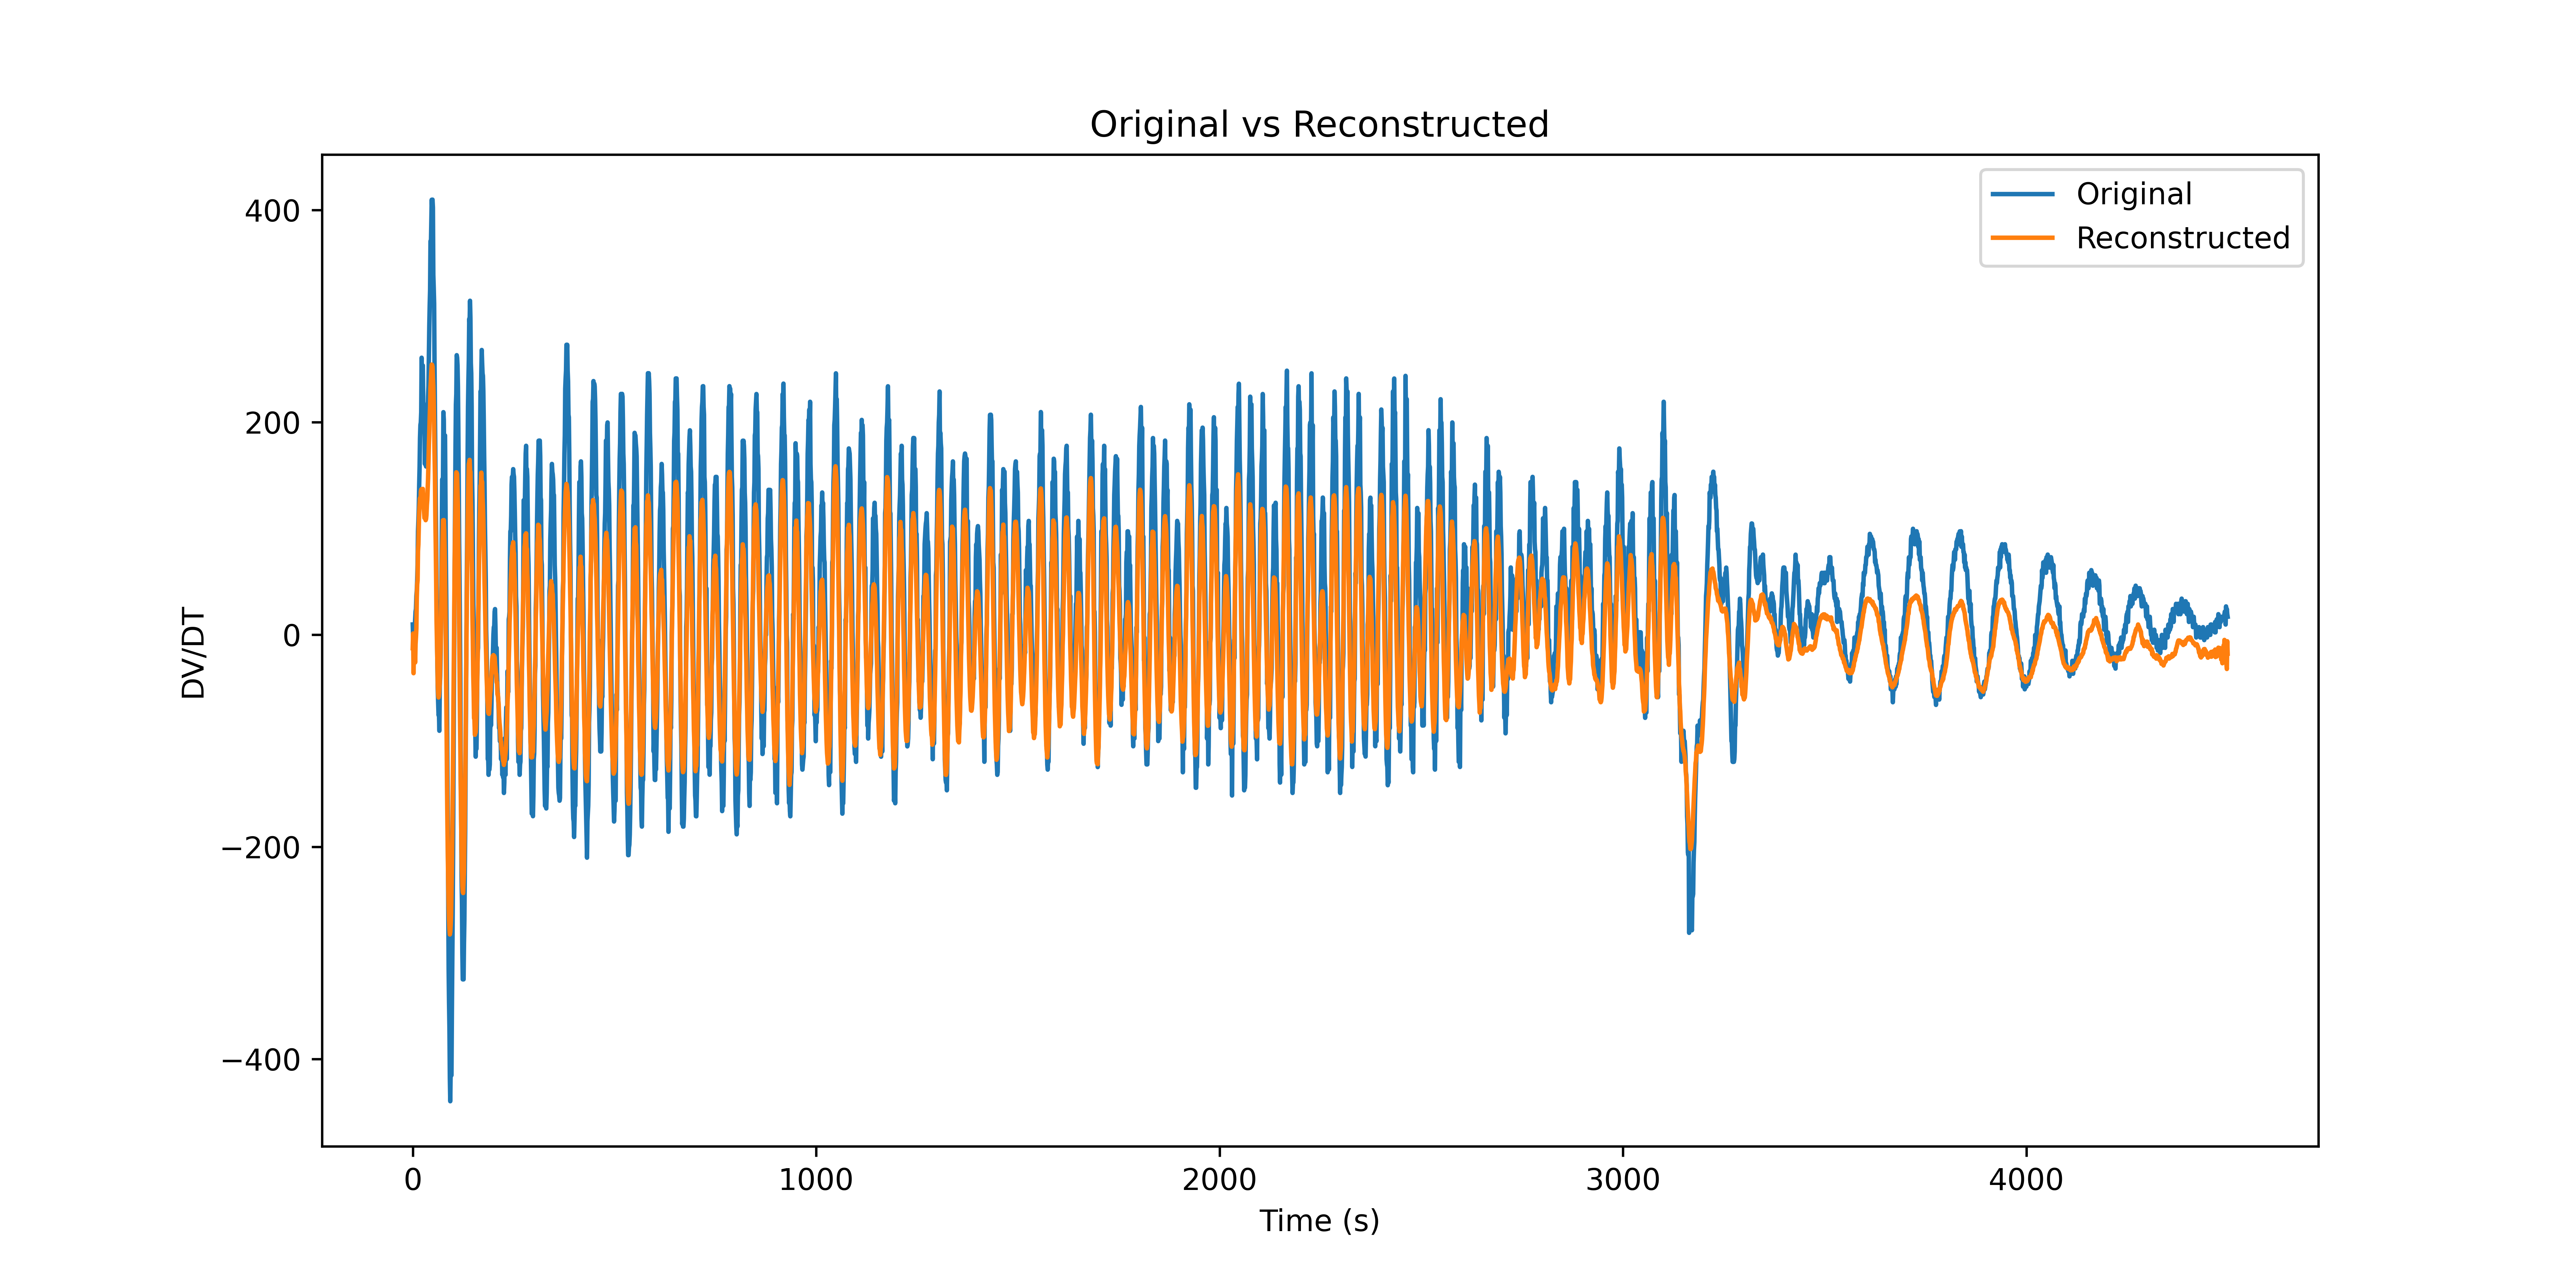 Original vs Reconstructed
Original
Reconstructed
400
200
0
−200
−400
DV/DT
0 1000 2000 3000 4000
Time (s)